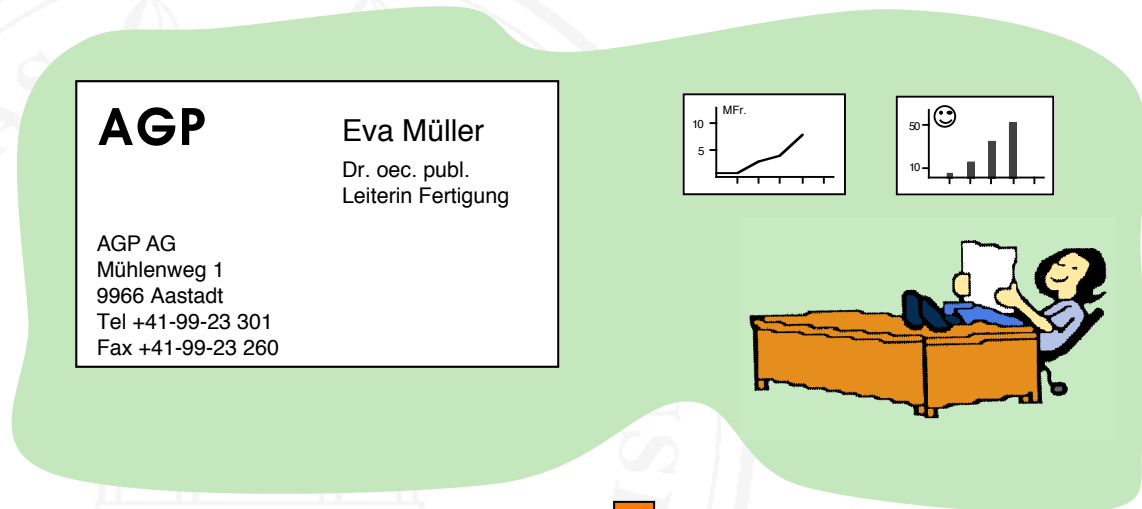 AGP
Eva Müller
Dr. oec. publ.
Leiterin Fertigung
AGP AG
Mühlenweg 1
9966 Aastadt
Tel +41-99-23 301
Fax +41-99-23 260
MFr.
10
5
50
10